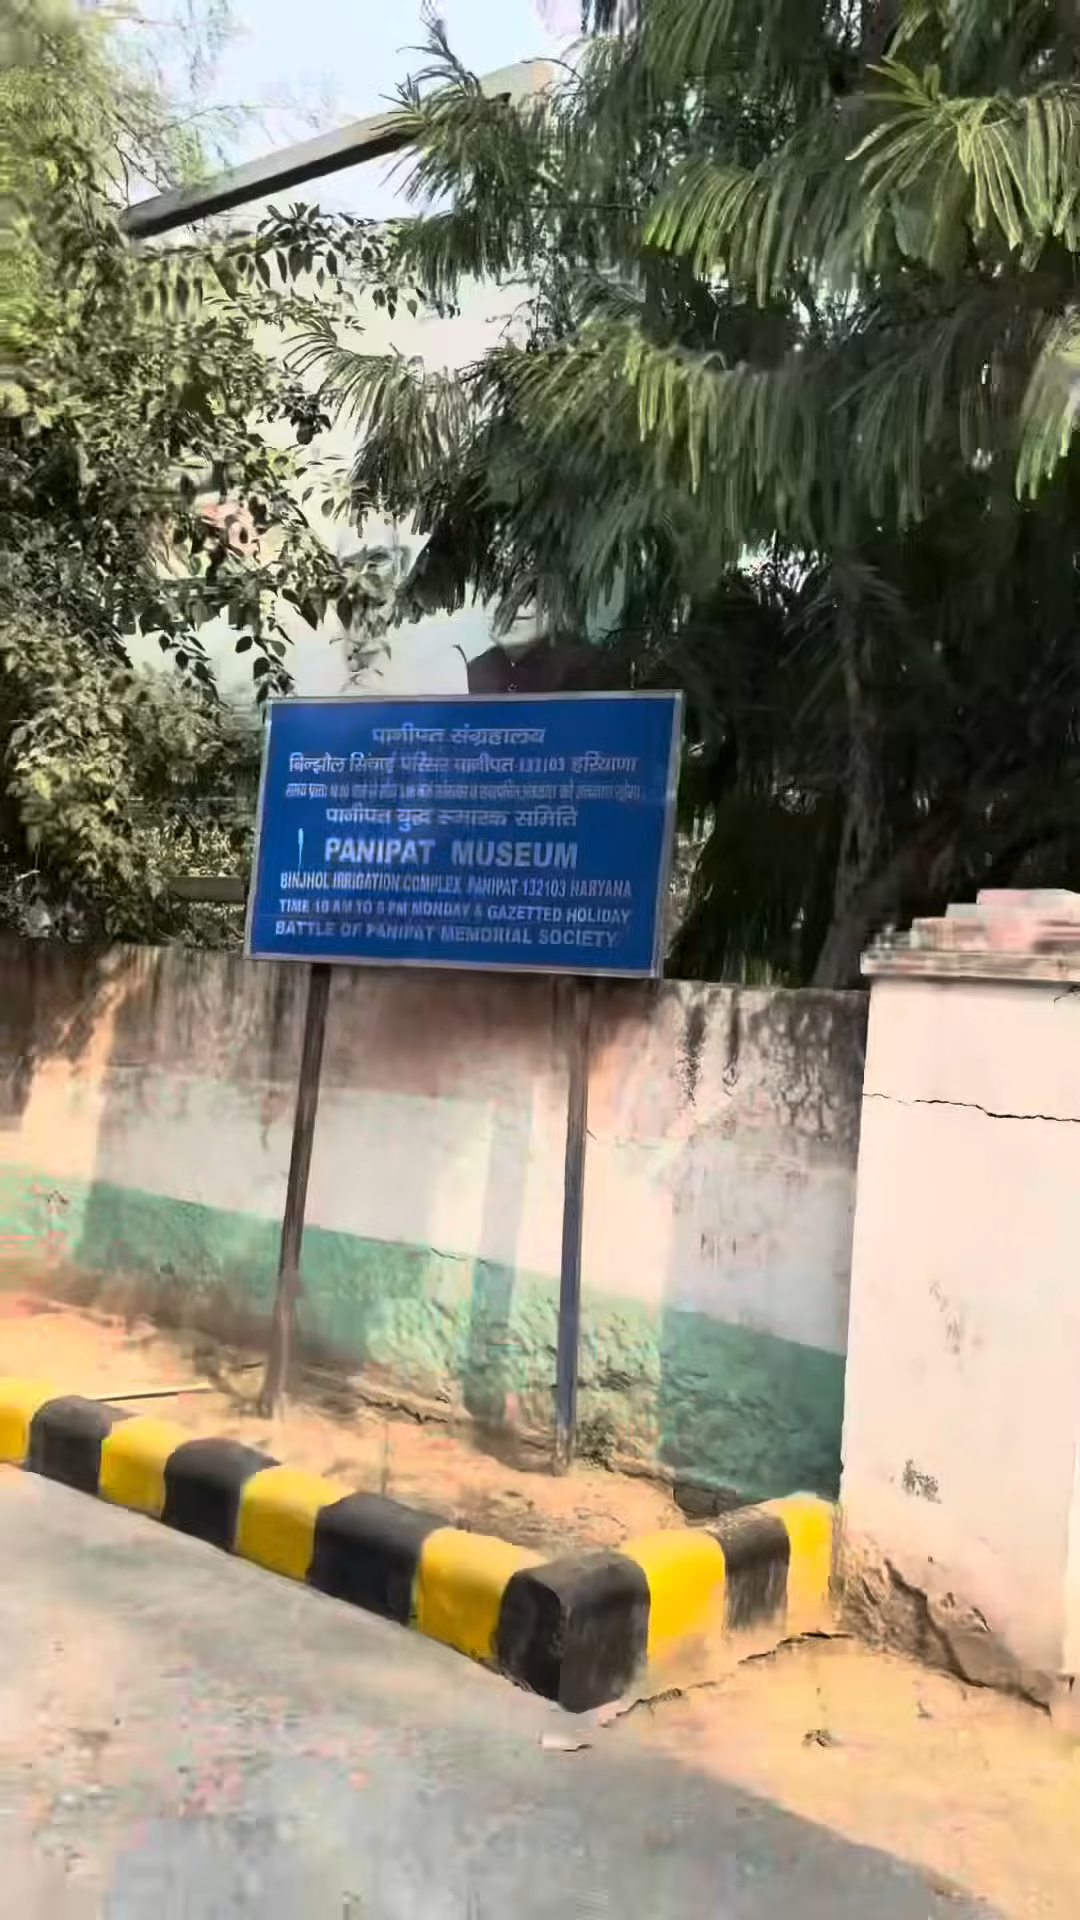 पानीपत संग्रहालय
बिन्झोल सिंचाई परिसर पानीपत 132103 हरियाणा
पानीपत युद्ध स्मारक समिति
PANIPAT MUSEUM
BINJHOL IRRIGATION COMPLEX PANIPAT 132103 HARYANA
TIME 10 AM TO 5 PM MONDAY & GAZETTED HOLIDAY
BATTLE OF PANIPAT MEMORIAL SOCIETY